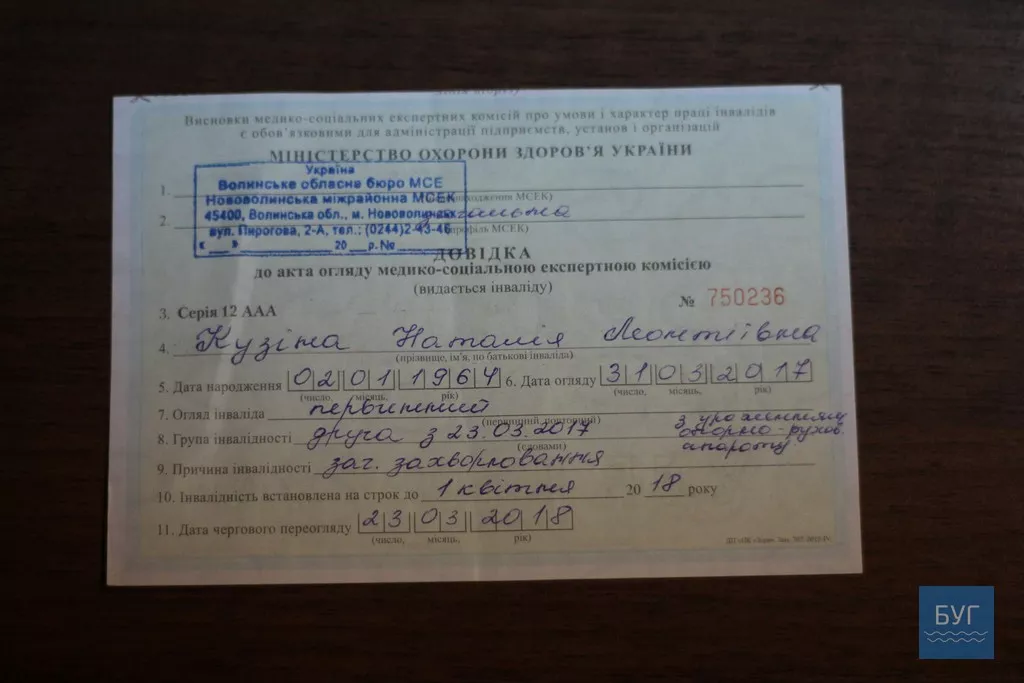 Висновки медико-соціальних експертних комісій про умови і характер праці інвалідів
є обов'язковими для адміністрації підприємств, установ і організацій
МІНІСТЕРСТВО ОХОРОНИ ЗДОРОВ'Я УКРАЇНИ
Україна
Волинське обласне бюро МСЕ
1.
Нововолинська міжрайонна МСЕК
МСЕК)
45400, Волинська обл., м. Нововолинськ
2. загальна
вул. Пирогова, 2-А, тел.: (0244)2-43-46
(профіль МСЕК)
« » 20 р. №
ДОВІДКА
до акта огляду медико-соціальною експертною комісією
(видається інваліду)
3. Серія 12 ААА № 750236
4. Кузіна Наталія Леонтіївна
(прізвище, ім'я, по батькові інваліда)
5. Дата народження 02 01 1964 6. Дата огляду 31 03 2017
(число, місяць, рік) (число, місяць, рік)
7. Огляд інваліда первинний
(первинний, повторний)
8. Група інвалідності друга з 23.03.2017 з ураженням
опорно-рухов.
(словами) апарату
9. Причина інвалідності заг. захворювання
10. Інвалідність встановлена на строк до 1 квітня 20 18 року
11. Дата чергового переогляду 23 03 2018
(число, місяць, рік)
БУГ